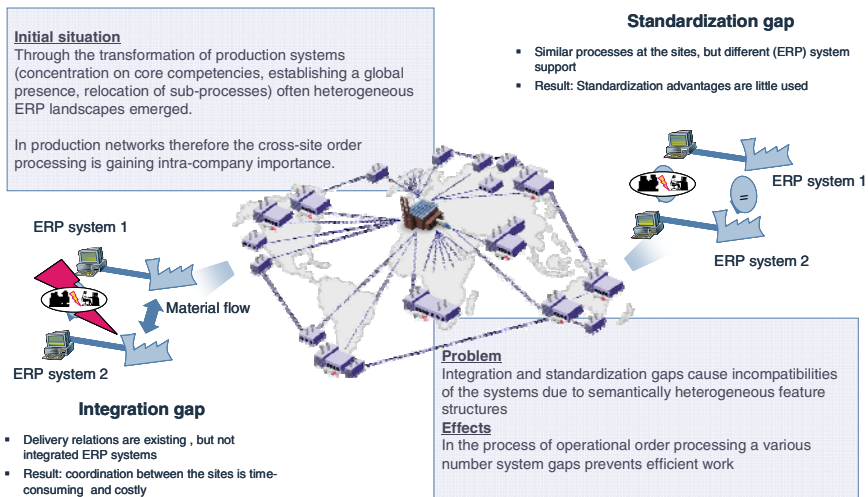 Initial situation
Through the transformation of production systems
(concentration on core competencies, establishing a global
presence, relocation of sub-processes) often heterogeneous
ERP landscapes emerged.
In production networks therefore the cross-site order
processing is gaining intra-company importance.
Standardization gap
▪ Similar processes at the sites, but different (ERP) system
support
▪ Result: Standardization advantages are little used
ERP system 1
=
ERP system 2
ERP system 1
Material flow
ERP system 2
Integration gap
▪ Delivery relations are existing , but not
integrated ERP systems
▪ Result: coordination between the sites is time-
consuming and costly
Problem
Integration and standardization gaps cause incompatibilities
of the systems due to semantically heterogeneous feature
structures
Effects
In the process of operational order processing a various
number system gaps prevents efficient work